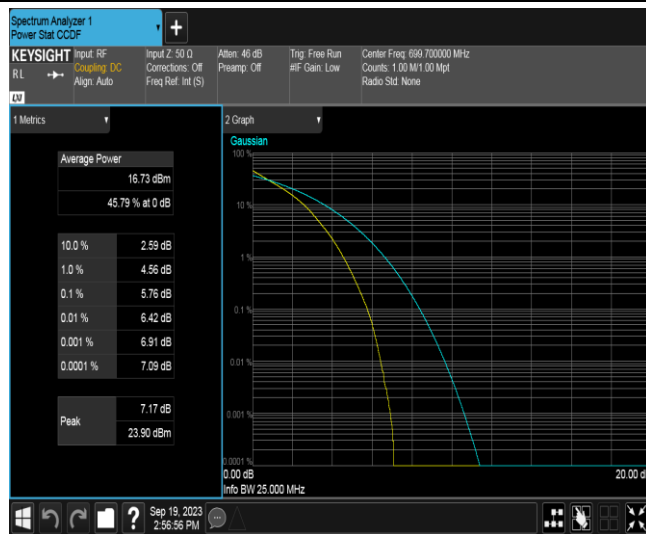 Spectrum Analyzer 1
Power Stat CCDF
+
KEYSIGHT
RL
Input: RF
Coupling: DC
Align: Auto
Input Z: 50 Ω
Corrections: Off
Freq Ref: Int (S)
Atten: 46 dB
Preamp: Off
Trig: Free Run
#IF Gain: Low
Center Freq: 699.700000 MHz
Counts: 1.00 M/1.00 Mpt
Radio Std: None
1 Metrics
Average Power
16.73 dBm
45.79 % at 0 dB
10.0 % 2.59 dB
1.0 % 4.56 dB
0.1 % 5.76 dB
0.01 % 6.42 dB
0.001 % 6.91 dB
0.0001 % 7.09 dB
Peak
7.17 dB
23.90 dBm
2 Graph
Gaussian
100 %
10 %
1 %
0.1 %
0.01 %
0.001 %
0.0001 %
0.00 dB
20.00 d
Info BW 25.000 MHz
?
Sep 19, 2023
2:56:56 PM